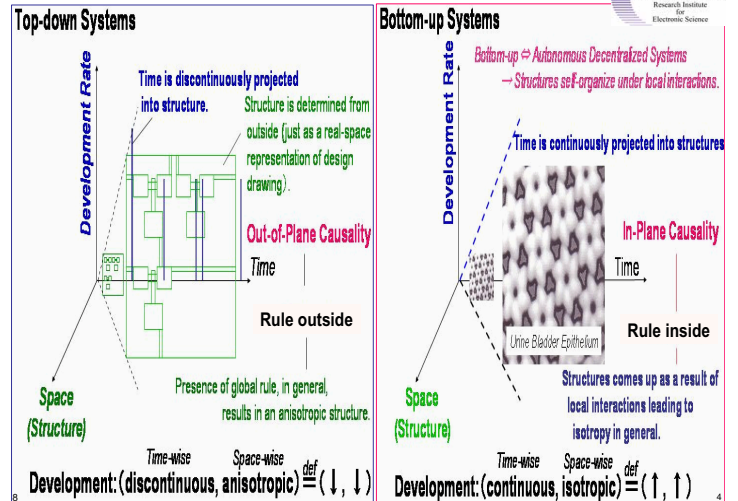 Top-down Systems
Development Rate
Time is discontinuously projected
into structure.
Structure is determined from
outside (just as a real-space
representation of design
drawing).
Out-of-Plane Causality
Time
Rule outside
Presence of global rule, in general,
results in an anisotropic structure.
Space
(Structure)
Time-wise Space-wise
Development: (discontinuous, anisotropic) def= (↓, ↓)
8
Research Institute
for
Electronic Science
Bottom-up Systems
Bottom-up ⇔ Autonomous Decentralized Systems
→ Structures self-organize under local interactions.
Development Rate
Time is continuously projected into structures
In-Plane Causality
Time
Rule inside
Urine Bladder Epithelium
Structures comes up as a result of
local interactions leading to
isotropy in general.
Space
(Structure)
Time-wise Space-wise
Development: (continuous, isotropic) def= (↑, ↑)
4